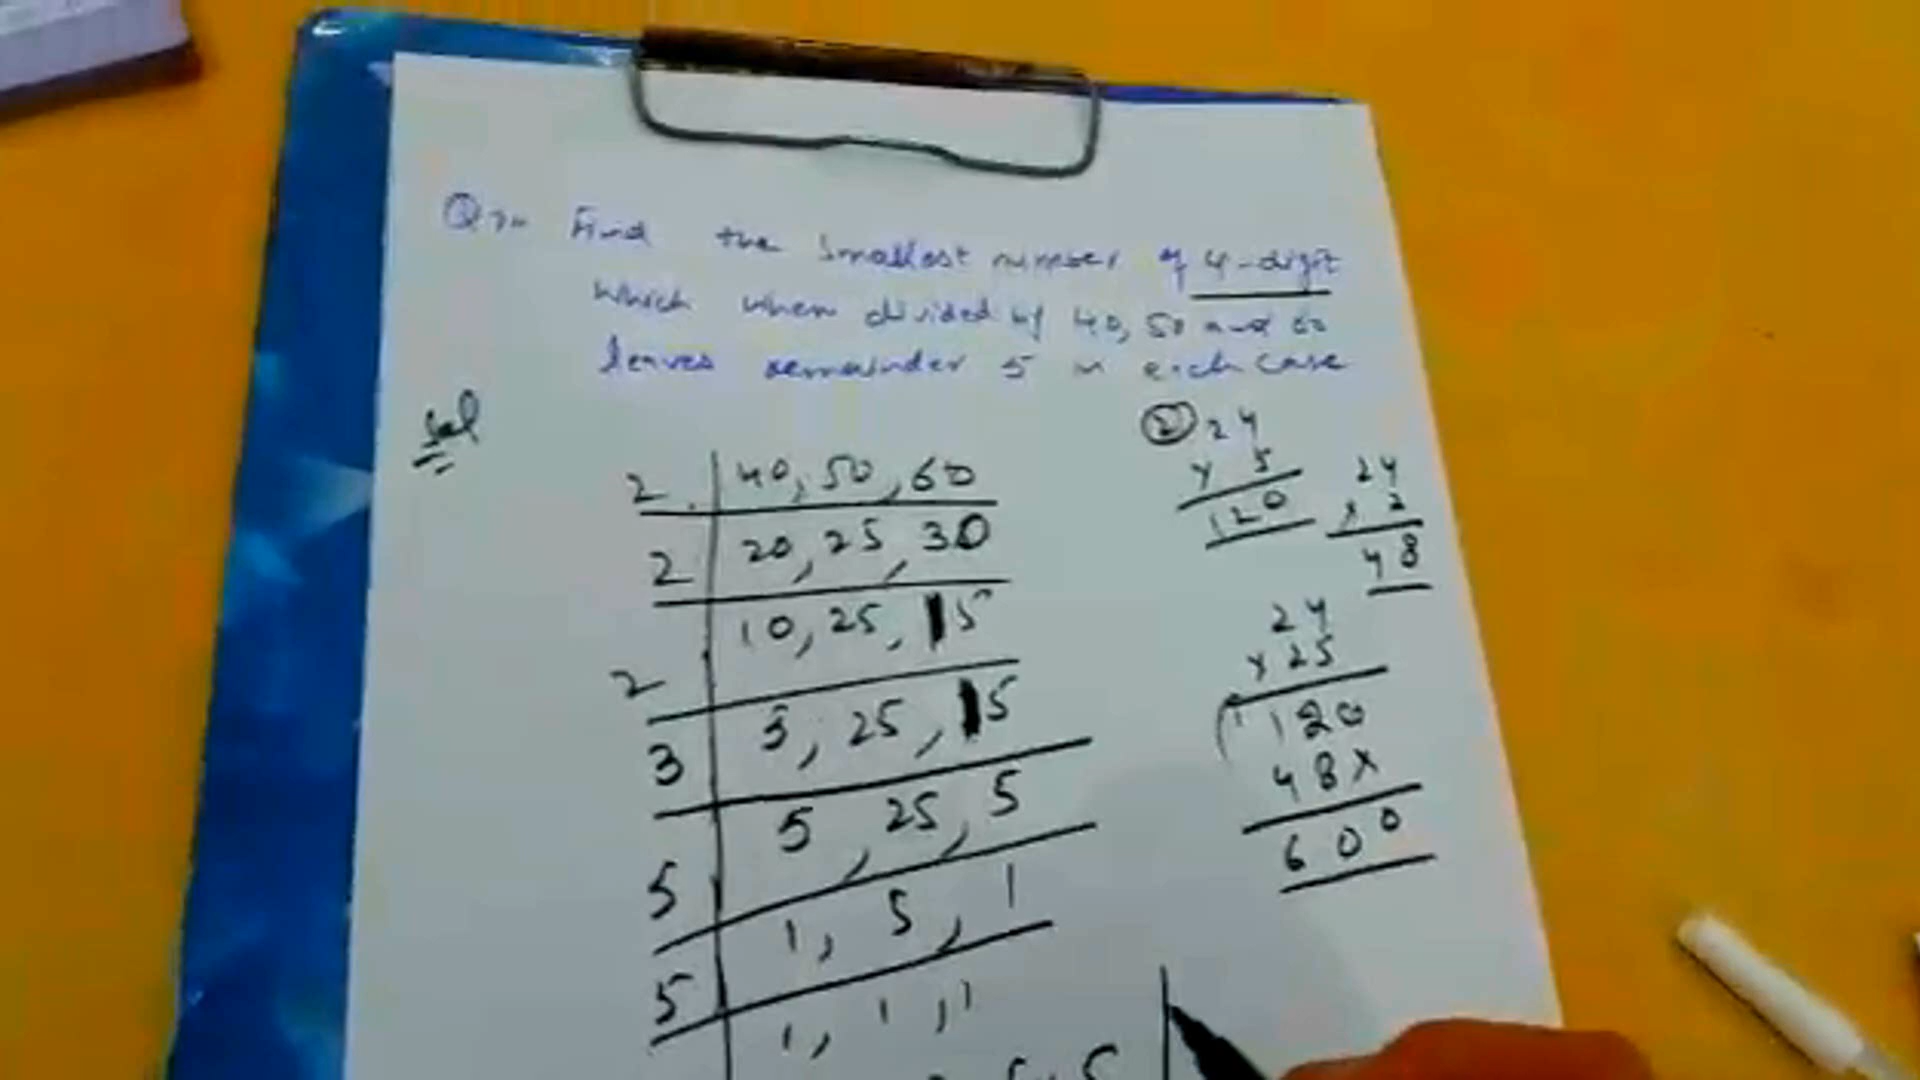 Q7:- Find the Smallest number of 4-digit
which when divided by 40, 50 and 60
leaves remainder 5 in each case
Sol
2 40, 50, 60
2 20, 25, 30
2 10, 25, 15
3 5, 25, 15
5 5, 25, 5
5 1, 5, 1
1, 1, 1
② 24
x 5
120
24
x 2
48
24
x 25
120
48x
600